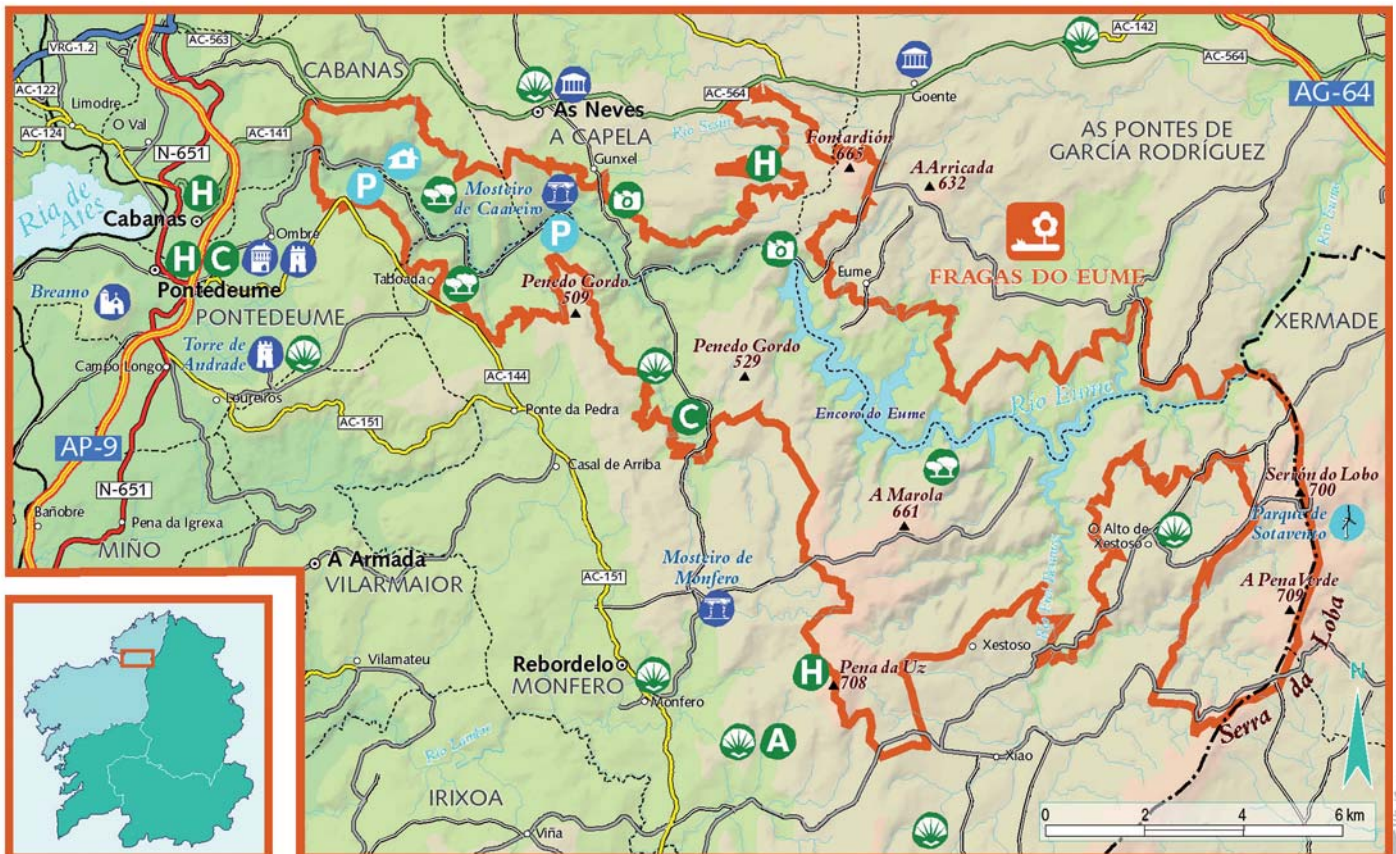 VRG-1.2
AC-563
AC-122
Limodre
O Val
AC-124
AC-141
N-651
CABANAS
H
Cabanas
Ría de
Ares
H
C
Ombre
Pontedeume
Breamo
PONTEDEUME
Torre de
Andrade
Campo Longo
Loureiros
AP-9
N-651
AC-151
Bañobre
Pena da Igrexa
MIÑO
P
Taboada
Mosteiro
de Caaveiro
P
As Neves
A CAPELA
Gunxel
AC-564
Río Sesín
H
Fontardión
665
Goente
AC-142
AC-564
AG-64
A Arricada
632
AS PONTES DE
GARCÍA RODRÍGUEZ
FRAGAS DO EUME
Río Eume
XERMADE
Eume
Penedo Gordo
509
Penedo Gordo
529
AC-144
Ponte da Pedra
C
Casal de Arriba
Encoro do Eume
Río Eume
A Marola
661
Serrón do Lobo
700
Alto de
Xestoso
Parque de
Sotavento
A Pena Verde
709
Serra da Loba
A Armada
VILARMAIOR
AC-151
Mosteiro de
Monfero
Vilamateu
Rebordelo
MONFERO
Monfero
H
Pena da Uz
708
Xestoso
A
Xiao
Río Lambre
IRIXOA
Viña
N
0
2
4
6 km